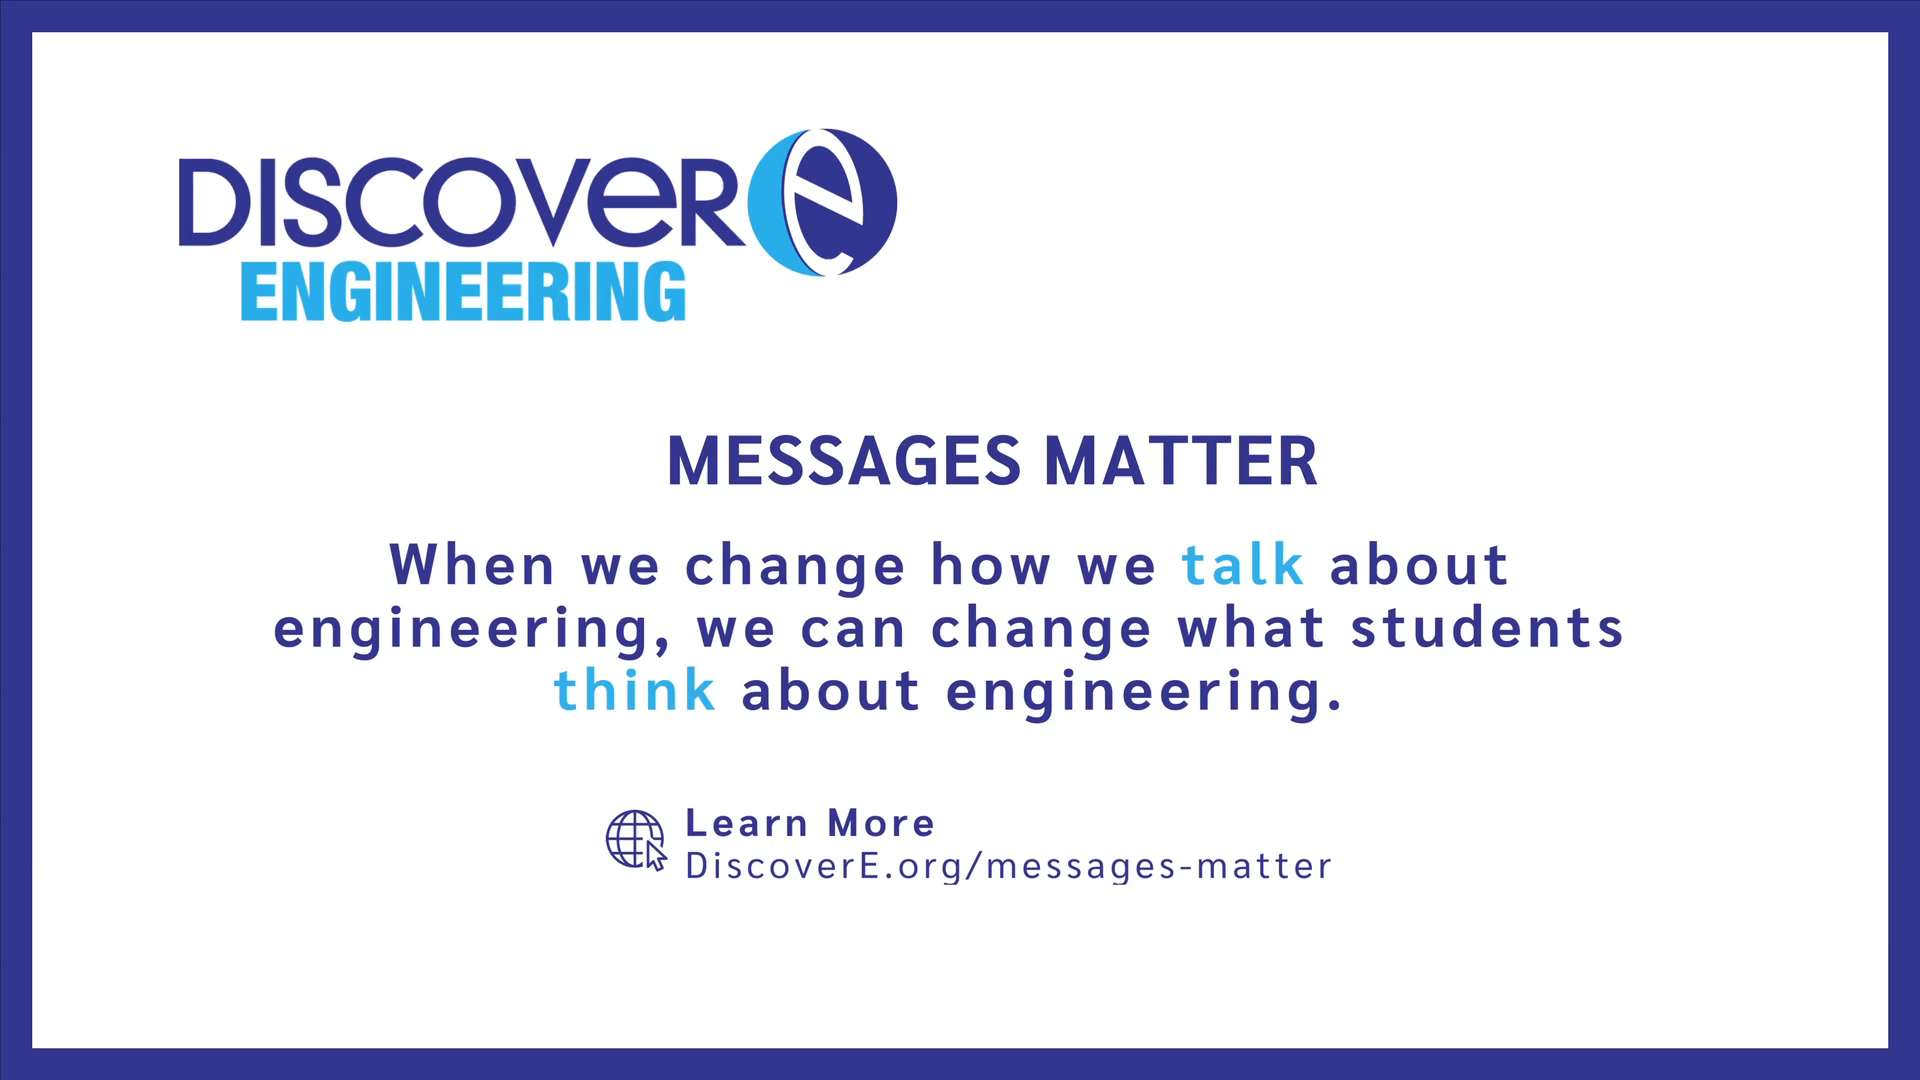 DISCOVERe
ENGINEERING
MESSAGES MATTER
When we change how we talk about
engineering, we can change what students
think about engineering.
Learn More
DiscoverE.org/messages-matter